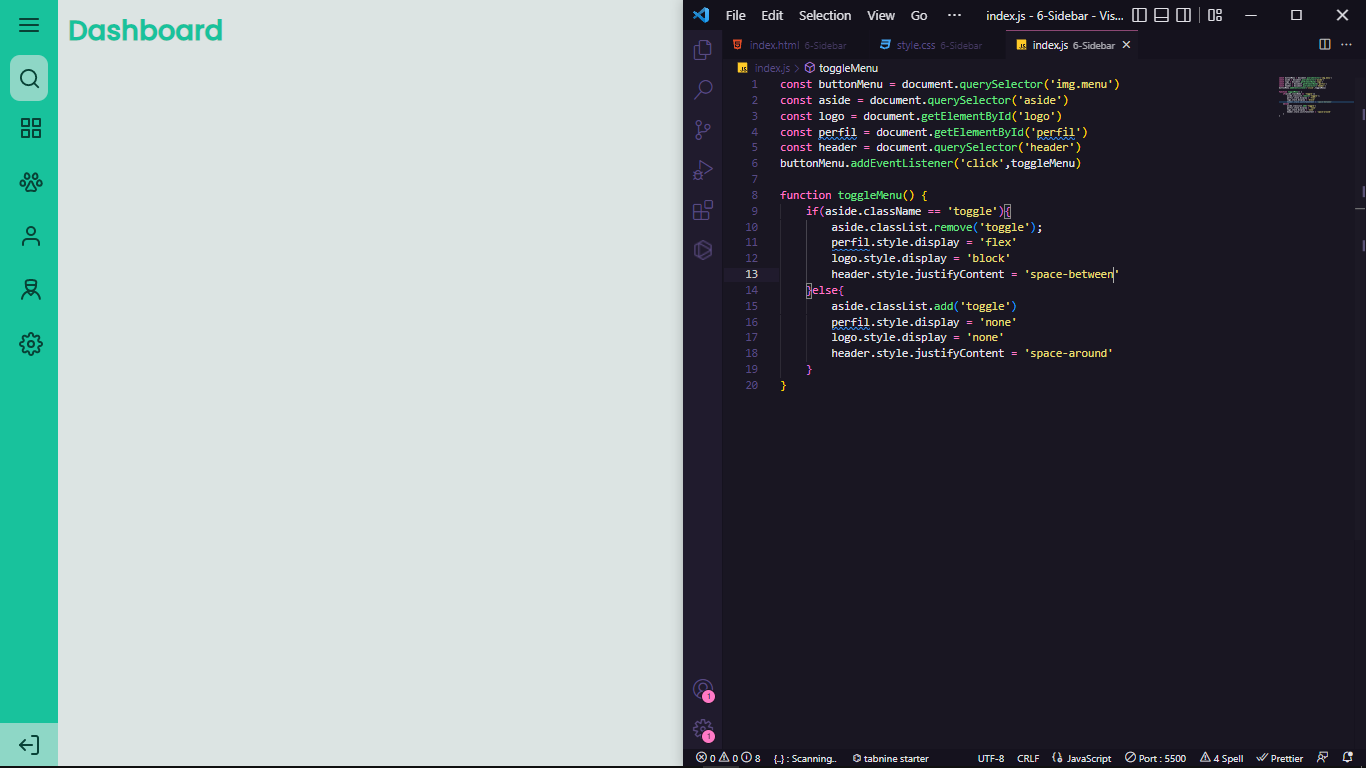 Dashboard
File Edit Selection View Go ··· index.js - 6-Sidebar - Vis...
index.html 6-Sidebar style.css 6-Sidebar JS index.js 6-Sidebar
JS index.js > toggleMenu
1 const buttonMenu = document.querySelector('img.menu')
2 const aside = document.querySelector('aside')
3 const logo = document.getElementById('logo')
4 const perfil = document.getElementById('perfil')
5 const header = document.querySelector('header')
6 buttonMenu.addEventListener('click',toggleMenu)
7
8 function toggleMenu() {
9 if(aside.className == 'toggle'){
10 aside.classList.remove('toggle');
11 perfil.style.display = 'flex'
12 logo.style.display = 'block'
13 header.style.justifyContent = 'space-between'
14 }else{
15 aside.classList.add('toggle')
16 perfil.style.display = 'none'
17 logo.style.display = 'none'
18 header.style.justifyContent = 'space-around'
19 }
20 }
1
1
0 0 8 {..} : Scanning.. tabnine starter UTF-8 CRLF JavaScript Port : 5500 4 Spell Prettier